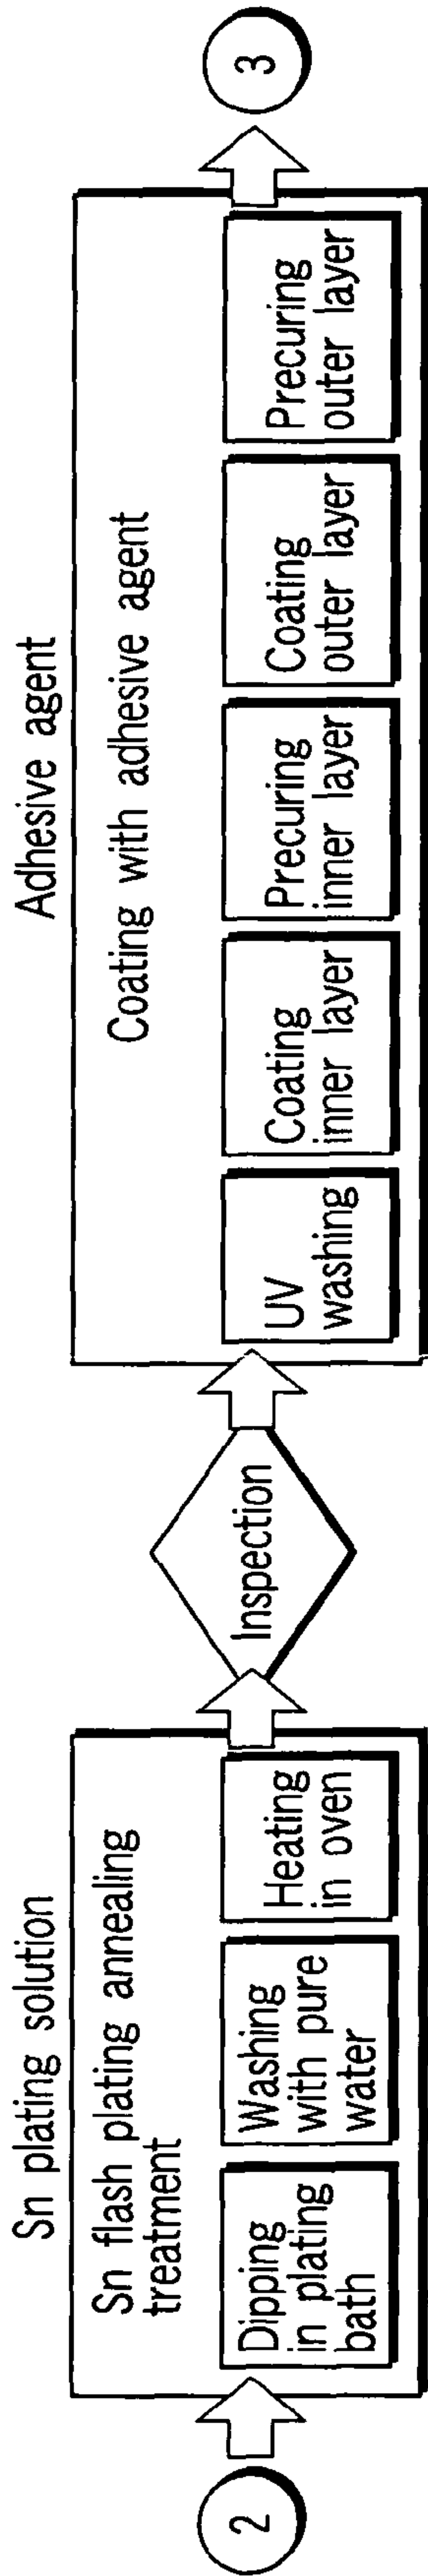 2
Sn plating solution
Sn flash plating annealing
treatment
Dipping
in plating
bath
Washing
with pure
water
Heating
in oven
Inspection
Adhesive agent
Coating with adhesive agent
UV
washing
Coating
inner layer
Precuring
inner layer
Coating
outer layer
Precuring
outer layer
3